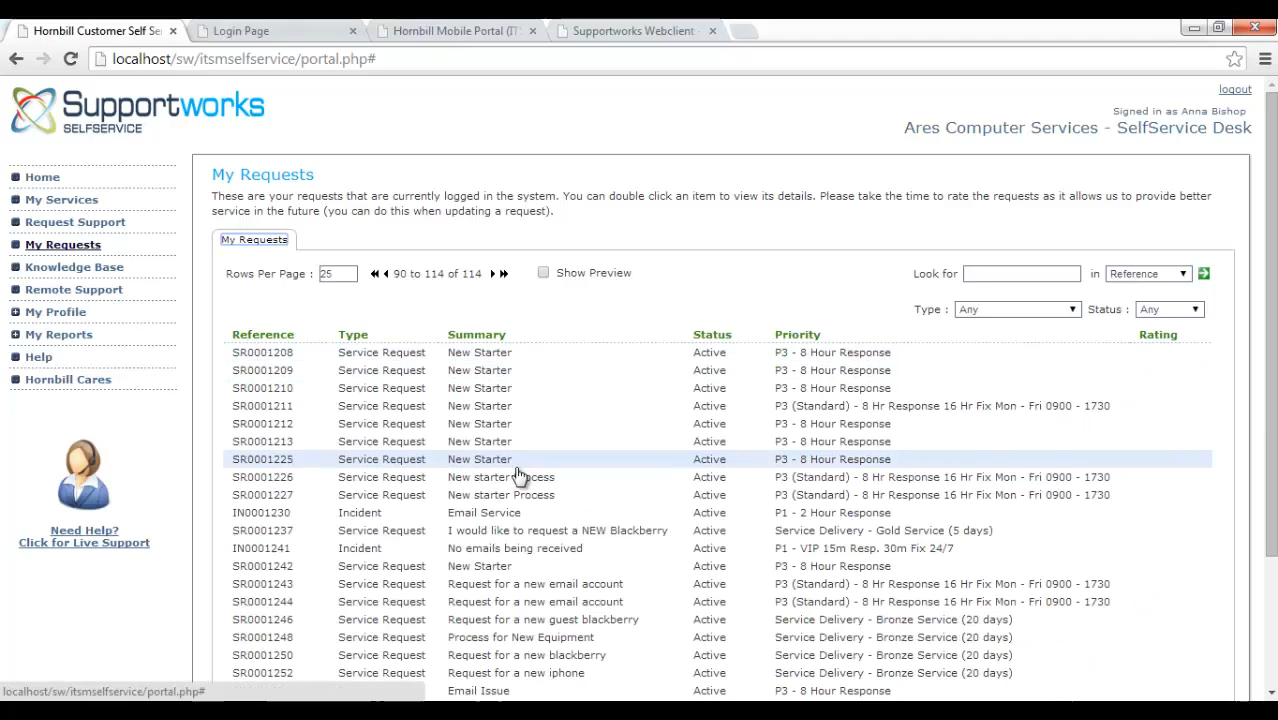 Hornbill Customer Self Se
Login Page
Hornbill Mobile Portal (IP
Supportworks Webclient
localhost/sw/itsmselfservice/portal.php#
Supportworks
SELFSERVICE
logout
Signed in as Anna Bishop
Ares Computer Services - SelfService Desk
Home
My Services
Request Support
My Requests
Knowledge Base
Remote Support
My Profile
My Reports
Help
Hornbill Cares
Need Help?
Click for Live Support
My Requests
These are your requests that are currently logged in the system. You can double click an item to view its details. Please take the time to rate the requests as it allows us to provide better
service in the future (you can do this when updating a request).
My Requests
Rows Per Page : 25 90 to 114 of 114 Show Preview Look for in Reference
Type : Any Status : Any
Reference Type Summary Status Priority Rating
SR0001208 Service Request New Starter Active P3 - 8 Hour Response
SR0001209 Service Request New Starter Active P3 - 8 Hour Response
SR0001210 Service Request New Starter Active P3 - 8 Hour Response
SR0001211 Service Request New Starter Active P3 (Standard) - 8 Hr Response 16 Hr Fix Mon - Fri 0900 - 1730
SR0001212 Service Request New Starter Active P3 - 8 Hour Response
SR0001213 Service Request New Starter Active P3 - 8 Hour Response
SR0001225 Service Request New Starter Active P3 - 8 Hour Response
SR0001226 Service Request New starter Active P3 (Standard) - 8 Hr Response 16 Hr Fix Mon - Fri 0900 - 1730
SR0001227 Service Request New starter Process Active P3 (Standard) - 8 Hr Response 16 Hr Fix Mon - Fri 0900 - 1730
IN0001230 Incident Email Service Active P1 - 2 Hour Response
SR0001237 Service Request I would like to request a NEW Blackberry Active Service Delivery - Gold Service (5 days)
IN0001241 Incident No emails being received Active P1 - VIP 15m Resp. 30m Fix 24/7
SR0001242 Service Request New Starter Active P3 - 8 Hour Response
SR0001243 Service Request Request for a new email account Active P3 (Standard) - 8 Hr Response 16 Hr Fix Mon - Fri 0900 - 1730
SR0001244 Service Request Request for a new email account Active P3 (Standard) - 8 Hr Response 16 Hr Fix Mon - Fri 0900 - 1730
SR0001246 Service Request Request for a new guest blackberry Active Service Delivery - Bronze Service (20 days)
SR0001248 Service Request Process for New Equipment Active Service Delivery - Bronze Service (20 days)
SR0001250 Service Request Request for a new blackberry Active Service Delivery - Bronze Service (20 days)
SR0001252 Service Request Request for a new iphone Active Service Delivery - Bronze Service (20 days)
Email Issue Active P3 - 8 Hour Response
localhost/sw/itsmselfservice/portal.php#